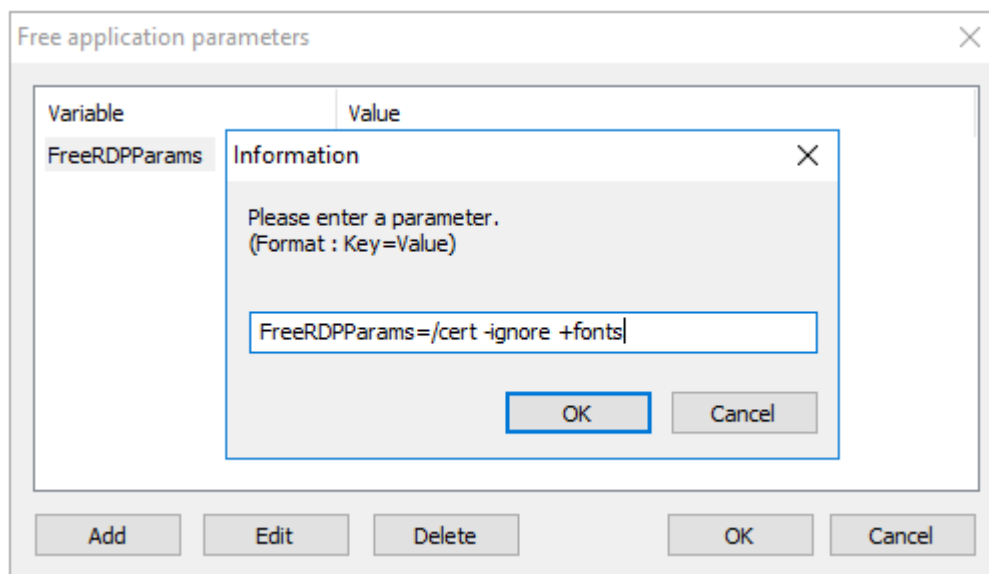 Free application parameters
Variable Value
FreeRDPParams
Information
Please enter a parameter.
(Format : Key=Value)
FreeRDPParams=/cert -ignore +fonts
OK Cancel
Add Edit Delete OK Cancel